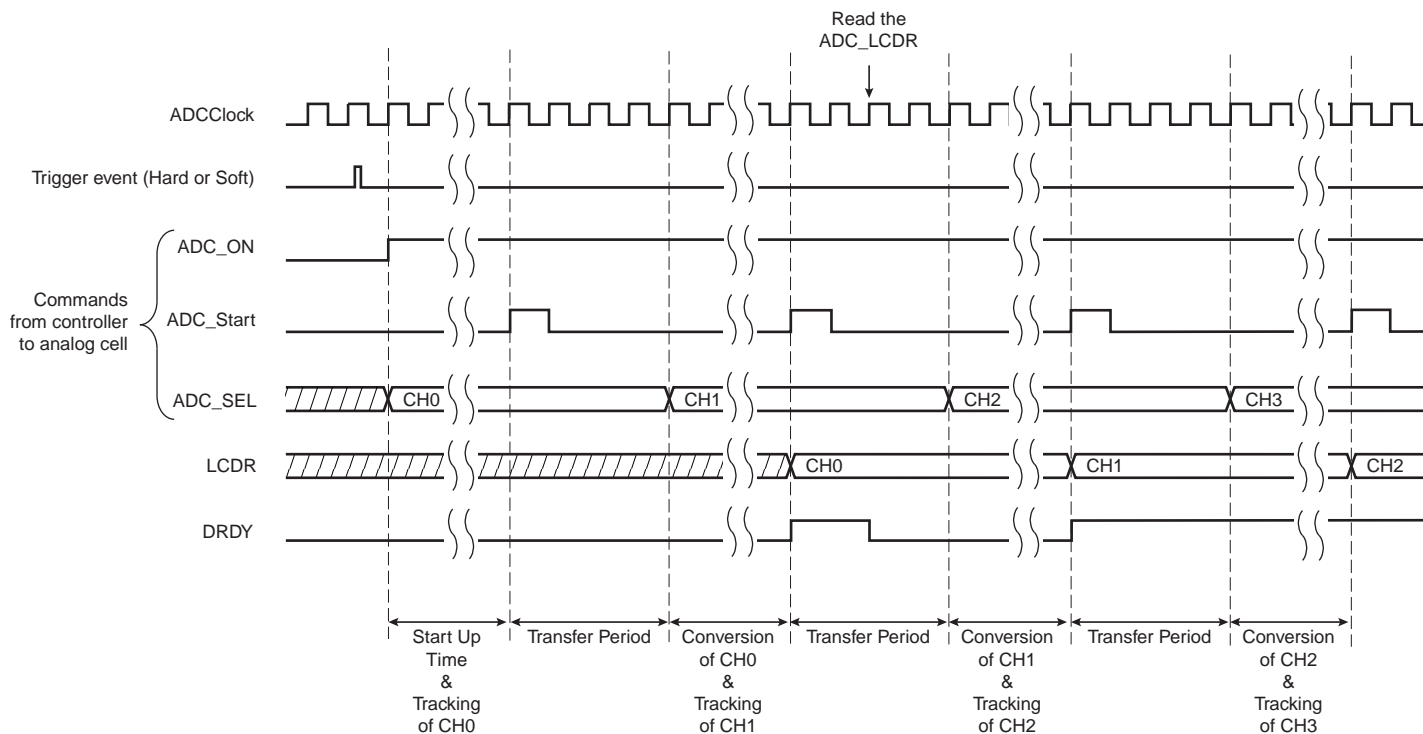 Read the
ADC_LCDR
ADCClock
Trigger event (Hard or Soft)
ADC_ON
Commands
from controller
to analog cell
ADC_Start
ADC_SEL
CH0
CH1
CH2
CH3
LCDR
CH0
CH1
CH2
DRDY
Start Up
Time
&
Tracking
of CH0
Transfer Period
Conversion
of CH0
&
Tracking
of CH1
Transfer Period
Conversion
of CH1
&
Tracking
of CH2
Transfer Period
Conversion
of CH2
&
Tracking
of CH3